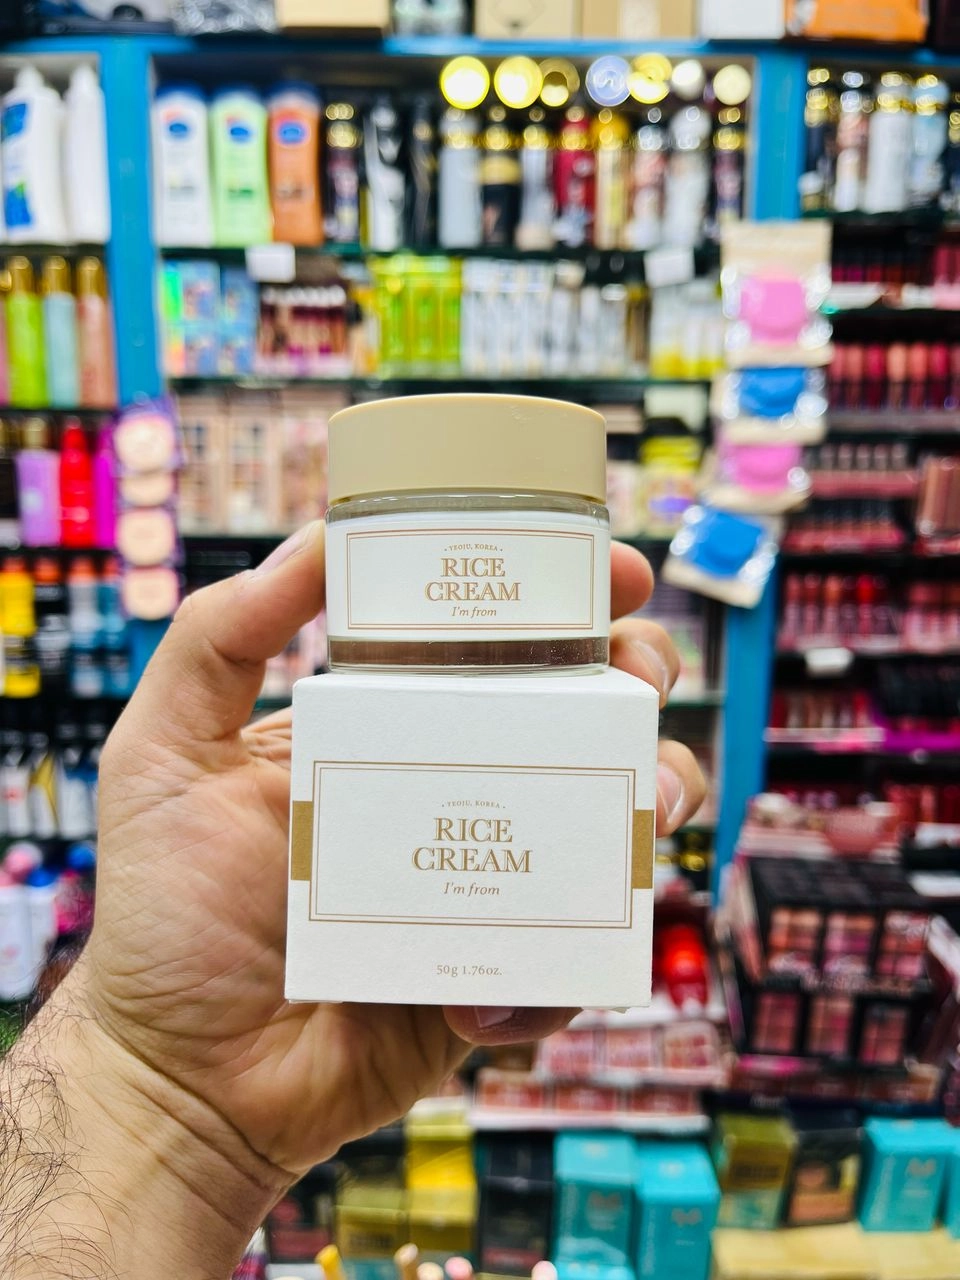 • YEOJU, KOREA •
RICE
CREAM
I'm from
• YEOJU, KOREA •
RICE
CREAM
I'm from
50g 1.76oz.